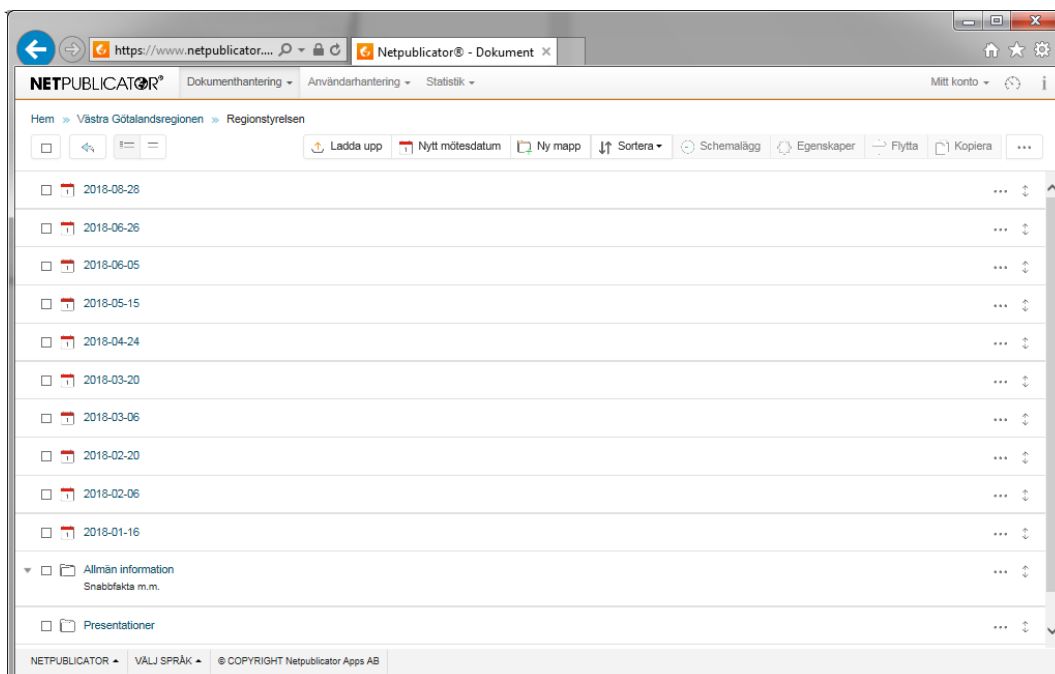 https://www.netpublicator.... Netpublicator® - Dokument
NETPUBLICATOR® Dokumenthantering Användarhantering Statistik Mitt konto
Hem » Västra Götalandsregionen » Regionstyrelsen
Ladda upp Nytt mötesdatum Ny mapp Sortera Schemalägg Egenskaper Flytta Kopiera ...
2018-08-28
2018-06-26
2018-06-05
2018-05-15
2018-04-24
2018-03-20
2018-03-06
2018-02-20
2018-02-06
2018-01-16
Allmän information
Snabbfakta m.m.
Presentationer
NETPUBLICATOR VÄLJ SPRÅK © COPYRIGHT Netpublicator Apps AB